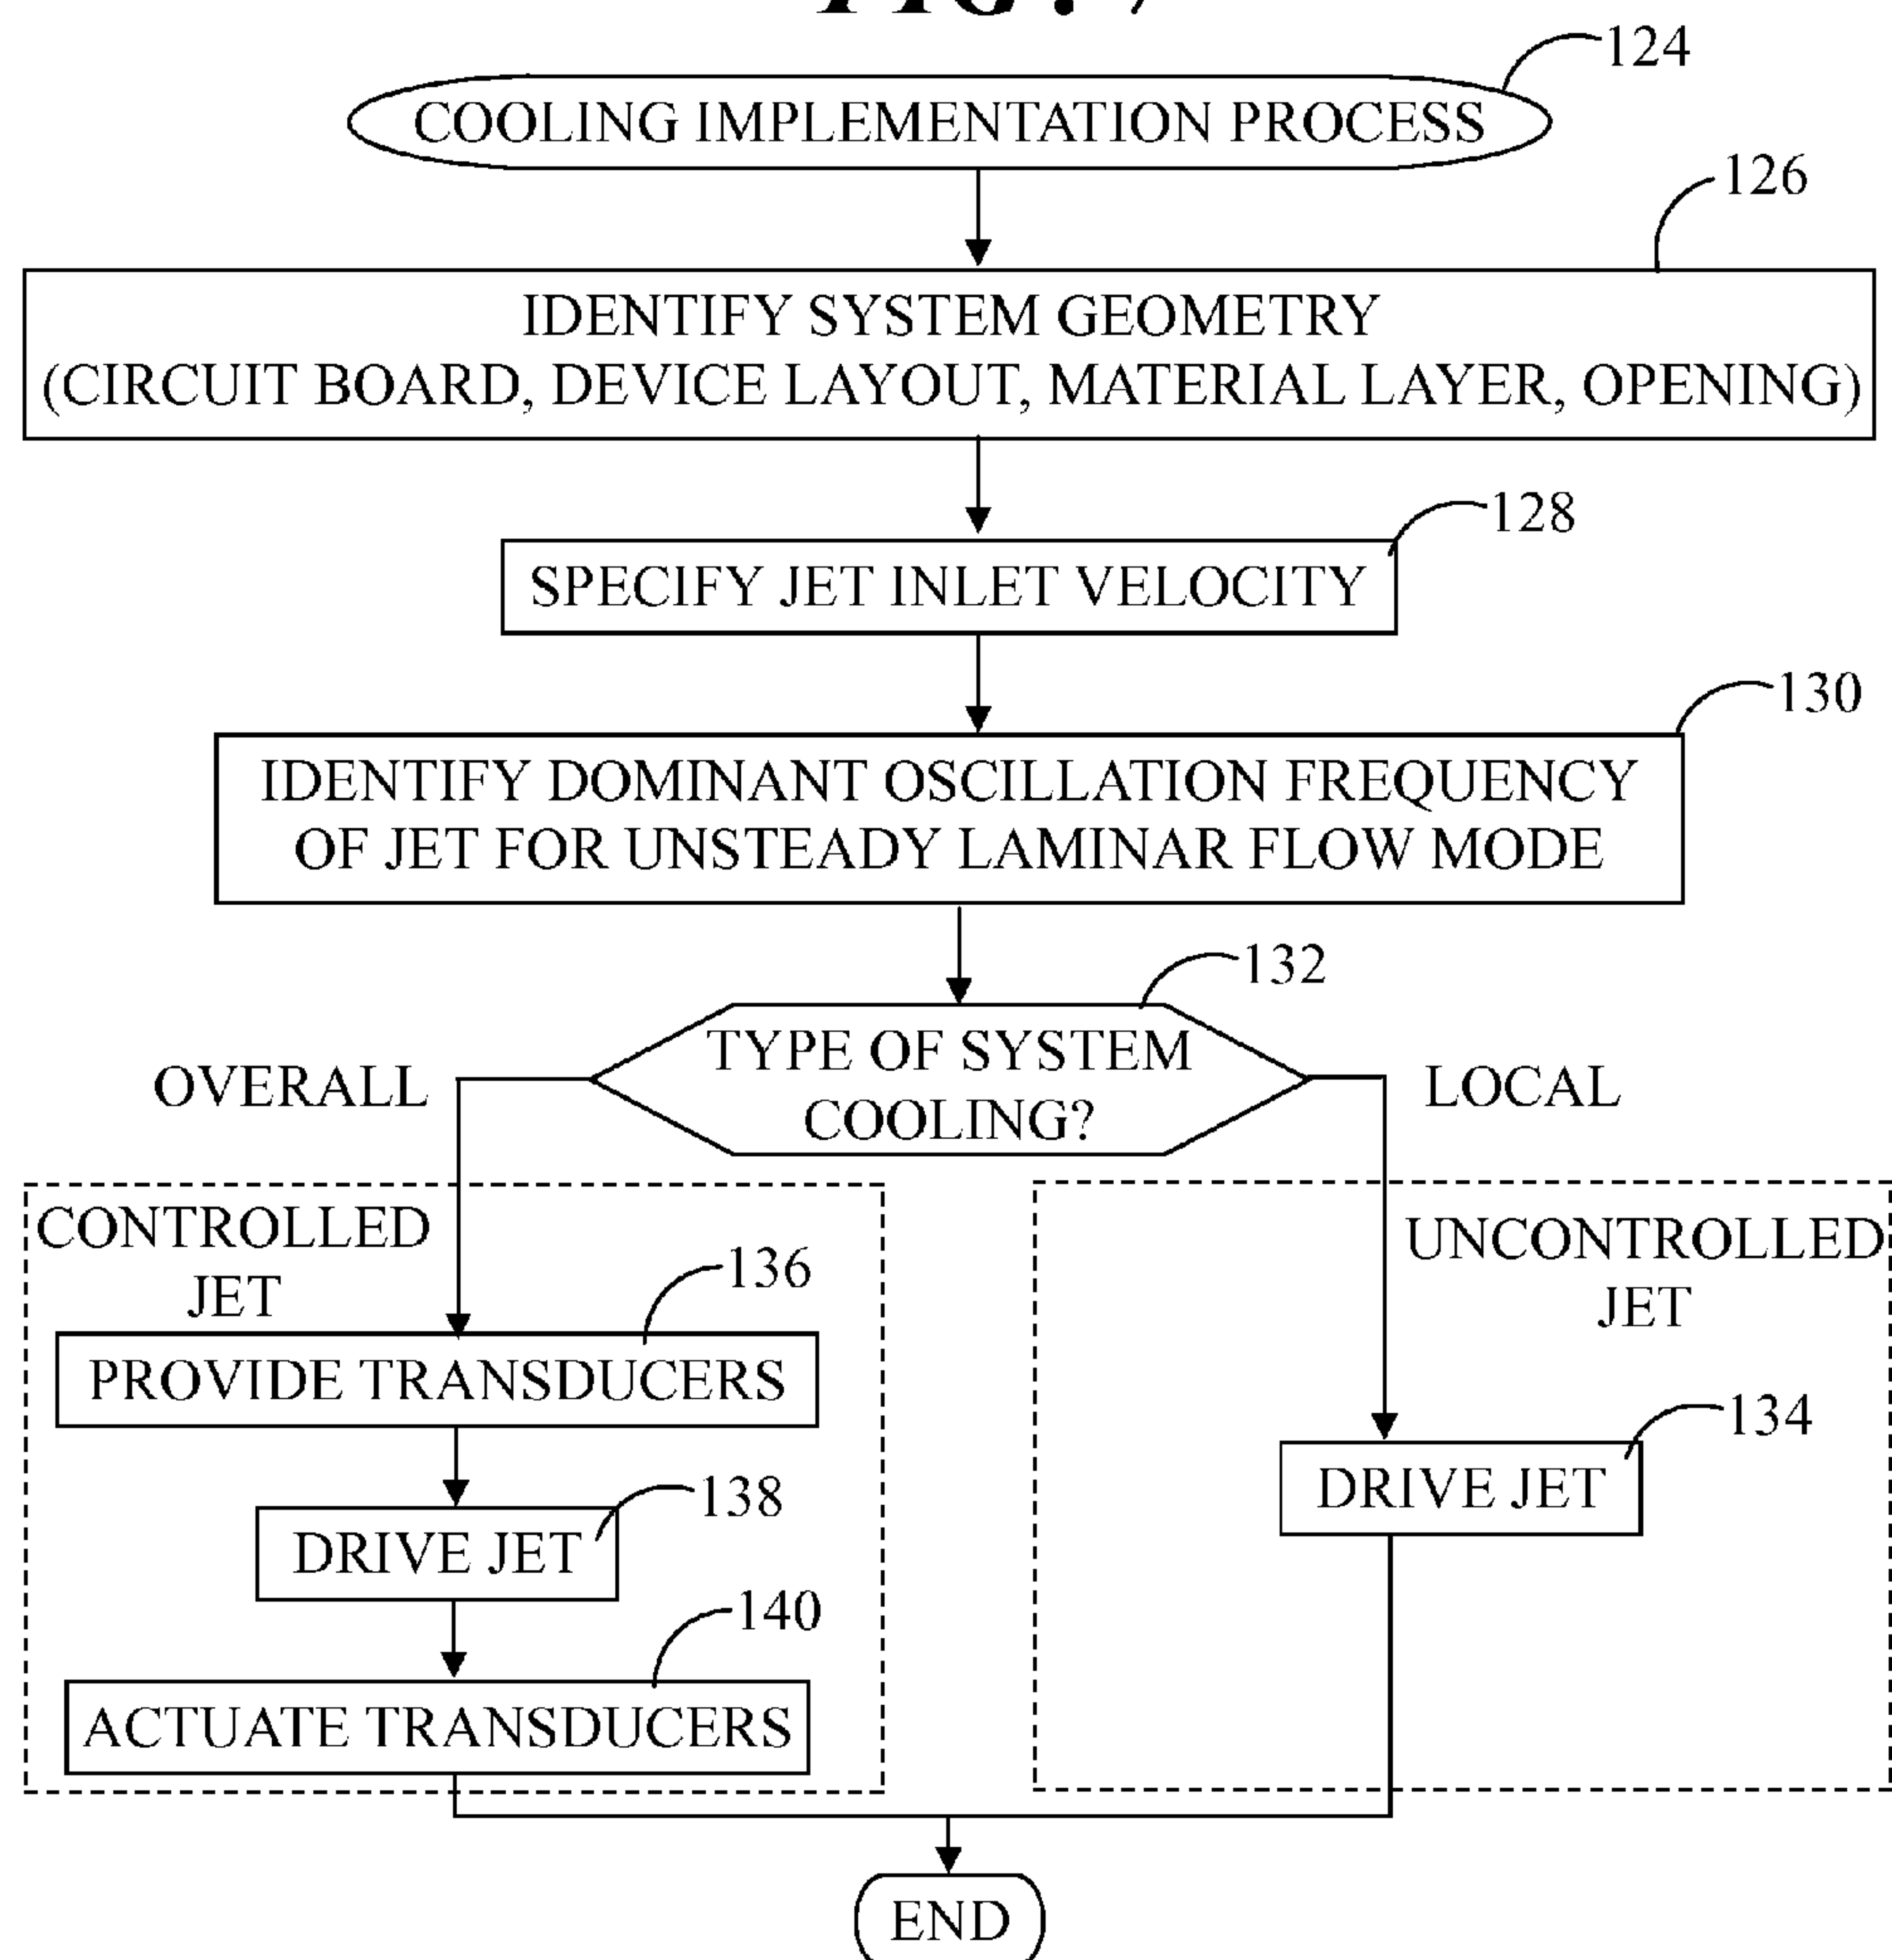 124
COOLING IMPLEMENTATION PROCESS
126
IDENTIFY SYSTEM GEOMETRY
(CIRCUIT BOARD, DEVICE LAYOUT, MATERIAL LAYER, OPENING)
128
SPECIFY JET INLET VELOCITY
130
IDENTIFY DOMINANT OSCILLATION FREQUENCY
OF JET FOR UNSTEADY LAMINAR FLOW MODE
132
TYPE OF SYSTEM
COOLING?
OVERALL
LOCAL
CONTROLLED
JET
UNCONTROLLED
JET
136
PROVIDE TRANSDUCERS
134
DRIVE JET
138
DRIVE JET
140
ACTUATE TRANSDUCERS
END